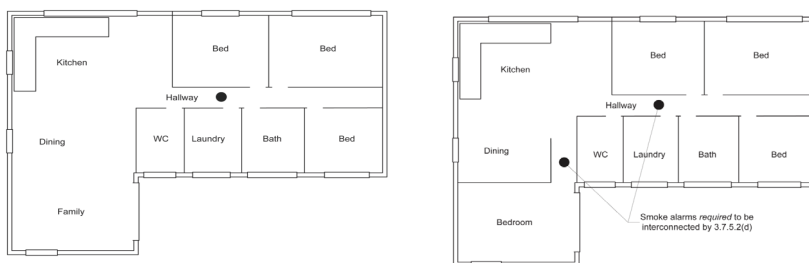 Bed
Bed
Kitchen
Hallway
Dining
WC
Laundry
Bath
Bed
Family
Bed
Bed
Kitchen
Hallway
Dining
WC
Laundry
Bath
Bed
Bedroom
Smoke alarms required to be
interconnected by 3.7.5.2(d)